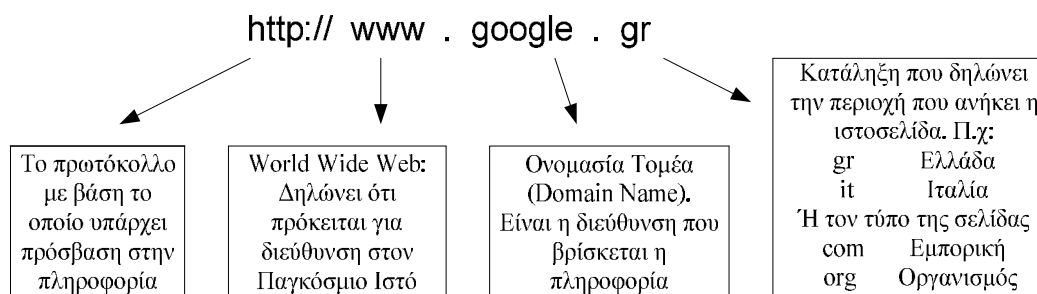 http:// www . google . gr
Το πρωτόκολλο
με βάση το
οποίο υπάρχει
πρόσβαση στην
πληροφορία
World Wide Web:
Δηλώνει ότι
πρόκειται για
διεύθυνση στον
Παγκόσμιο Ιστό
Ονομασία Τομέα
(Domain Name).
Είναι η διεύθυνση που
βρίσκεται η
πληροφορία
Κατάληξη που δηλώνει
την περιοχή που ανήκει η
ιστοσελίδα. Π.χ:
gr Ελλάδα
it Ιταλία
Ή τον τύπο της σελίδας
com Εμπορική
org Οργανισμός